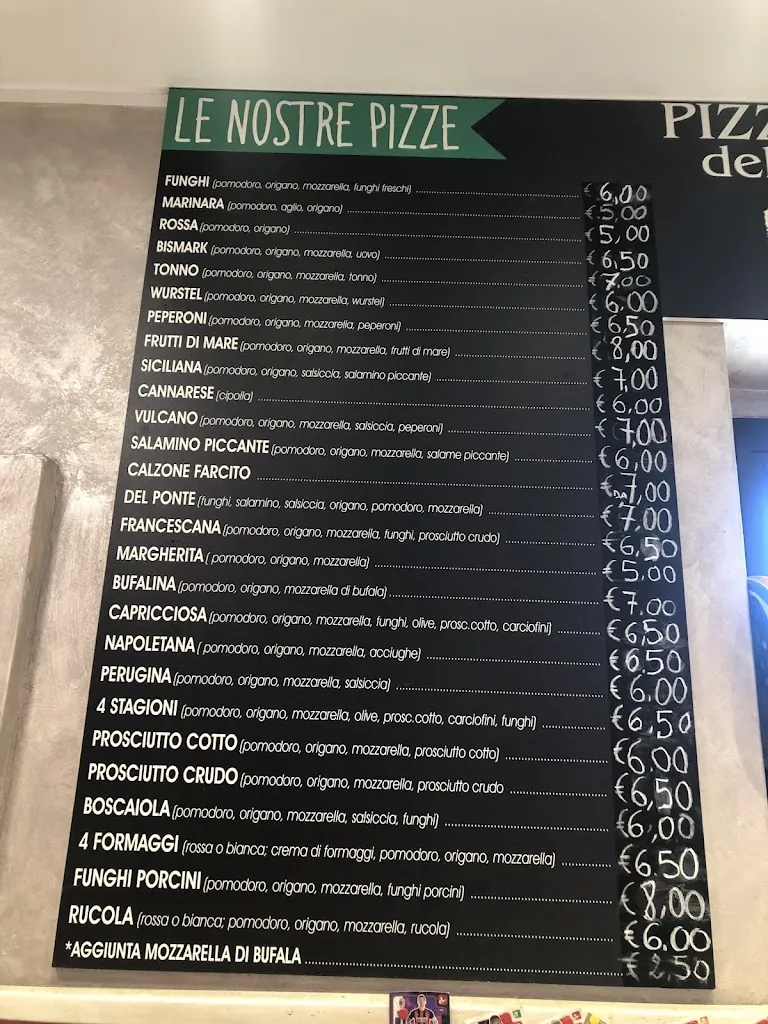 LE NOSTRE PIZZE
PIZZ
del
FUNGHI (pomodoro, origano, mozzarella, funghi freschi) € 6,00
MARINARA (pomodoro, aglio, origano) € 5,00
ROSSA (pomodoro, origano) € 5,00
BISMARK (pomodoro, origano, mozzarella, uovo) € 6,50
TONNO (pomodoro, origano, mozzarella, tonno) € 7,00
WURSTEL (pomodoro, origano, mozzarella, wurstel) € 6,00
PEPERONI (pomodoro, origano, mozzarella, peperoni) € 6,50
FRUTTI DI MARE (pomodoro, origano, mozzarella, frutti di mare) € 8,00
SICILIANA (pomodoro, origano, salsiccia, salamino piccante) € 7,00
CANNARESE (cipolla) € 6,00
VULCANO (pomodoro, origano, mozzarella, salsiccia, peperoni) € 7,00
SALAMINO PICCANTE (pomodoro, origano, mozzarella, salame piccante) € 6,00
CALZONE FARCITO € DA 7,00
DEL PONTE (funghi, salamino, salsiccia, origano, pomodoro, mozzarella) € 7,00
FRANCESCANA (pomodoro, origano, mozzarella, funghi, prosciutto crudo) € 6,50
MARGHERITA ( pomodoro, origano, mozzarella) € 5,00
BUFALINA (pomodoro, origano, mozzarella di bufala) € 7.00
CAPRICCIOSA (pomodoro, origano, mozzarella, funghi, olive, prosc.cotto, carciofini) € 6,50
NAPOLETANA ( pomodoro, origano, mozzarella, acciughe) € 6.50
PERUGINA (pomodoro, origano, mozzarella, salsiccia) € 6,00
4 STAGIONI (pomodoro, origano, mozzarella, olive, prosc.cotto, carciofini, funghi) € 6,50
PROSCIUTTO COTTO (pomodoro, origano, mozzarella, prosciutto cotto) € 6,00
PROSCIUTTO CRUDO (pomodoro, origano, mozzarella, prosciutto crudo € 6,50
BOSCAIOLA (pomodoro, origano, mozzarella, salsiccia, funghi) € 6,00
4 FORMAGGI (rossa o bianca; crema di formaggi, pomodoro, origano, mozzarella) € 6.50
FUNGHI PORCINI (pomodoro, origano, mozzarella, funghi porcini) € 8,00
RUCOLA (rossa o bianca; pomodoro, origano, mozzarella, rucola) € 6.00
*AGGIUNTA MOZZARELLA DI BUFALA € 2,50